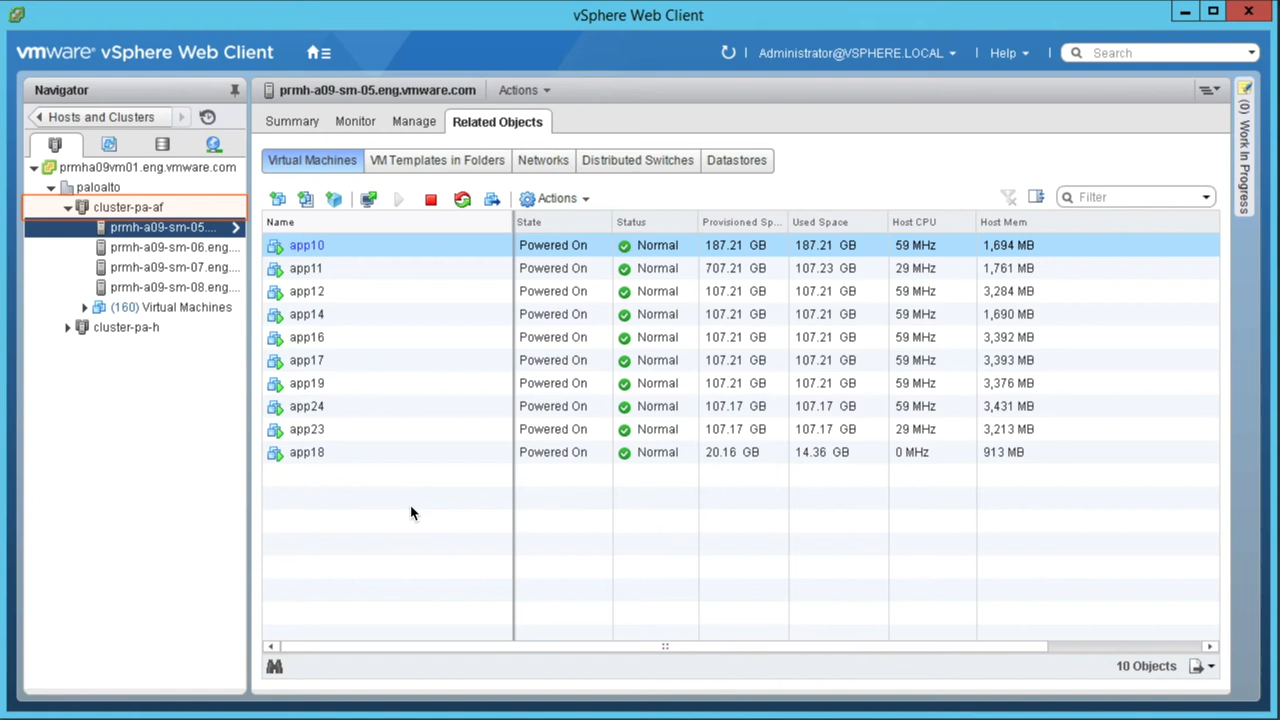 vSphere Web Client
vmware® vSphere Web Client
Administrator@VSPHERE.LOCAL
Help
Search
Navigator
Hosts and Clusters
prmha09vm01.eng.vmware.com
paloalto
cluster-pa-af
prmh-a09-sm-05....
prmh-a09-sm-06.eng....
prmh-a09-sm-07.eng....
prmh-a09-sm-08.eng....
(160) Virtual Machines
cluster-pa-h
prmh-a09-sm-05.eng.vmware.com Actions
Summary Monitor Manage Related Objects
Virtual Machines VM Templates in Folders Networks Distributed Switches Datastores
Actions Filter
Name State Status Provisioned Sp... Used Space Host CPU Host Mem
app10 Powered On Normal 187.21 GB 187.21 GB 59 MHz 1,694 MB
app11 Powered On Normal 707.21 GB 107.23 GB 29 MHz 1,761 MB
app12 Powered On Normal 107.21 GB 107.21 GB 59 MHz 3,284 MB
app14 Powered On Normal 107.21 GB 107.21 GB 59 MHz 1,690 MB
app16 Powered On Normal 107.21 GB 107.21 GB 59 MHz 3,392 MB
app17 Powered On Normal 107.21 GB 107.21 GB 59 MHz 3,393 MB
app19 Powered On Normal 107.21 GB 107.21 GB 59 MHz 3,376 MB
app24 Powered On Normal 107.17 GB 107.17 GB 59 MHz 3,431 MB
app23 Powered On Normal 107.17 GB 107.17 GB 29 MHz 3,213 MB
app18 Powered On Normal 20.16 GB 14.36 GB 0 MHz 913 MB
10 Objects
(0) Work In Progress